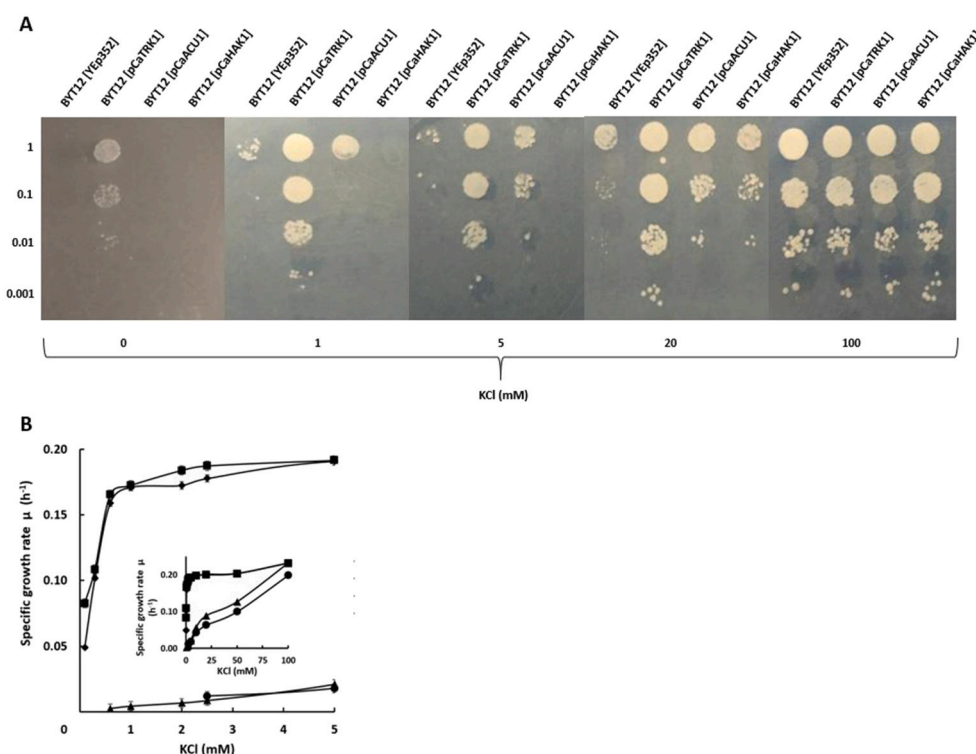 A
BYT12 [YEp352] BYT12 [pCaTRK1] BYT12 [pCaACU1] BYT12 [pCaHAK1] BYT12 [YEp352] BYT12 [pCaTRK1] BYT12 [pCaACU1] BYT12 [pCaHAK1] BYT12 [YEp352] BYT12 [pCaTRK1] BYT12 [pCaACU1] BYT12 [pCaHAK1] BYT12 [YEp352] BYT12 [pCaTRK1] BYT12 [pCaACU1] BYT12 [pCaHAK1] BYT12 [YEp352] BYT12 [pCaTRK1] BYT12 [pCaACU1] BYT12 [pCaHAK1]
1
0.1
0.01
0.001
0 1 5 20 100
KCl (mM)
B
Specific growth rate μ (h⁻¹)
0.20
0.15
0.10
0.05
0 1 2 3 4 5
KCl (mM)
Specific growth rate μ
(h⁻¹)
0.20
0.10
0.00
0 25 50 75 100
KCl (mM)